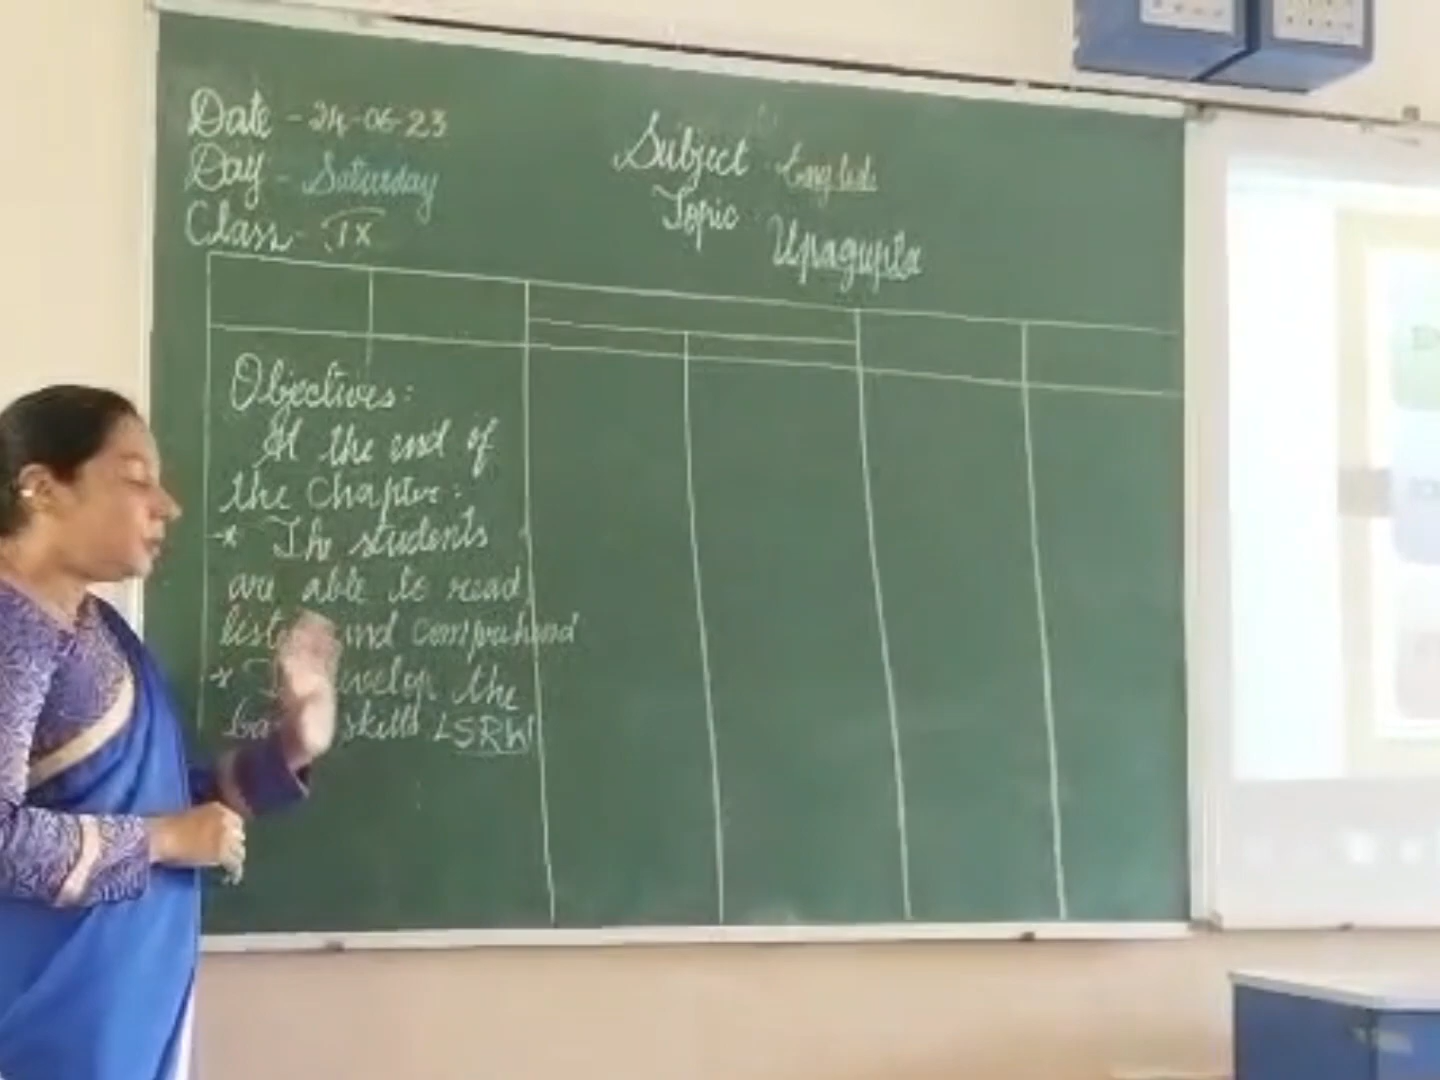 Date - 24-06-23
Day - Saturday
Class - IX
Subject - English
Topic - Upagupta
Objectives:
At the end of
the Chapter:
* The students
are able to read,
and comprehend
* the
skills LSRW